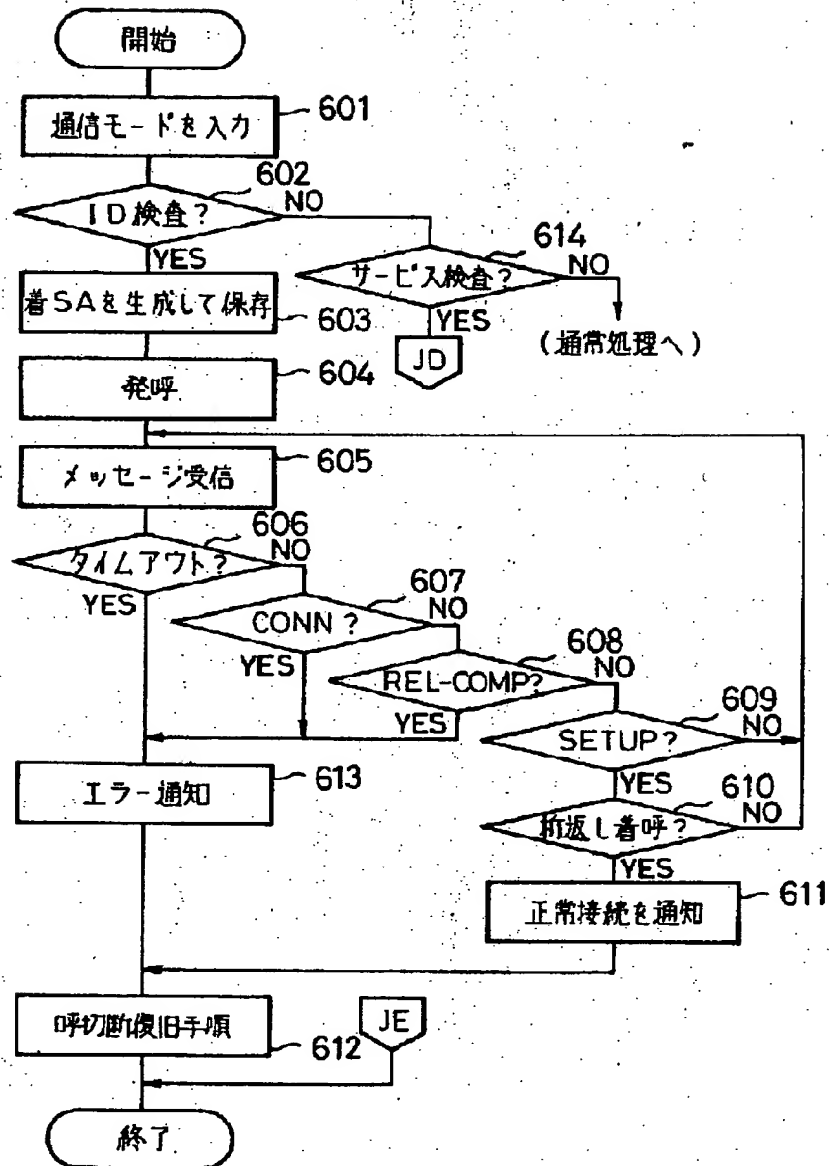 開始
通信モードを入力
601
602
ID検査?
NO
YES
614
サービス検査?
NO
YES
JD
(通常処理へ)
着SAを生成して保存
603
発呼
604
メッセージ受信
605
606
タイムアウト?
NO
YES
607
CONN?
NO
YES
608
REL-COMP?
NO
YES
609
SETUP?
NO
YES
610
折返し着呼?
NO
YES
エラー通知
613
正常接続を通知
611
呼切断復旧手順
612
JE
終了